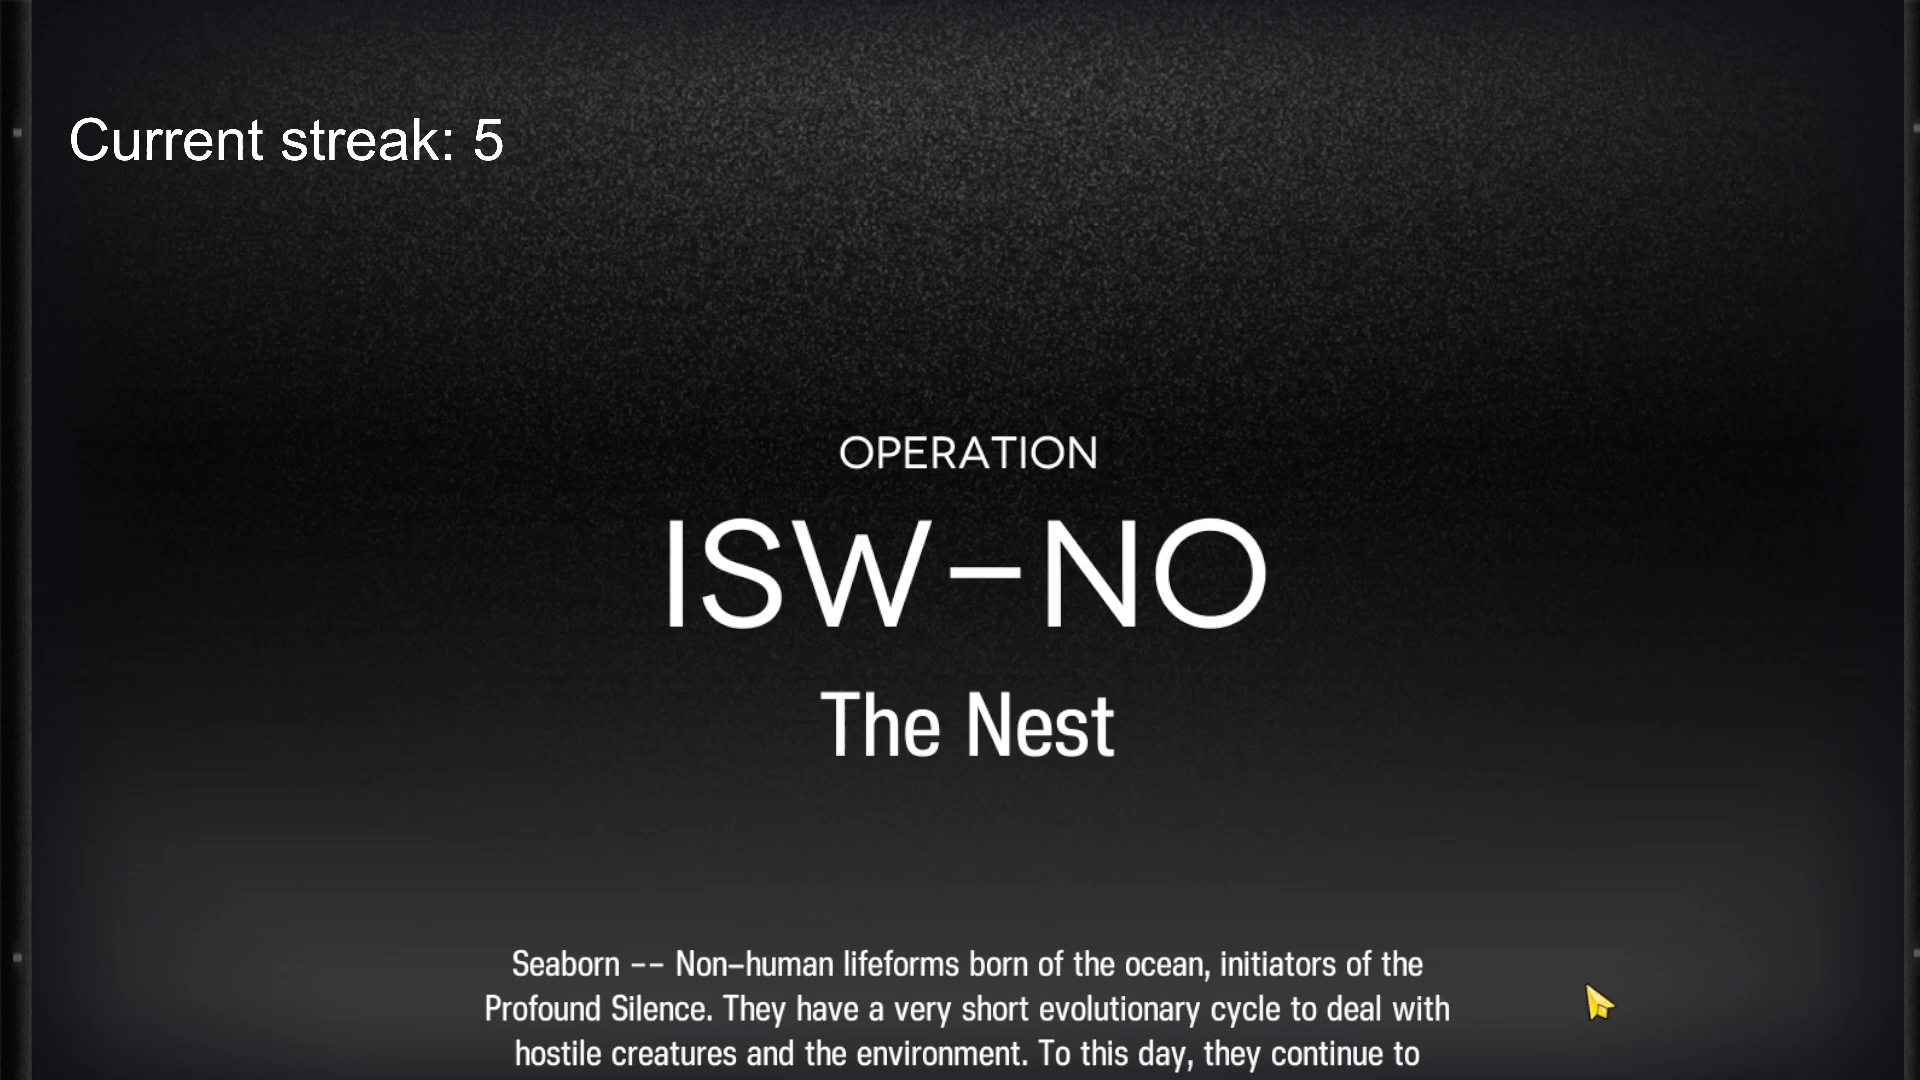 Current streak: 5
OPERATION
ISW-NO
The Nest
Seaborn -- Non-human lifeforms born of the ocean, initiators of the
Profound Silence. They have a very short evolutionary cycle to deal with
hostile creatures and the environment. To this day, they continue to